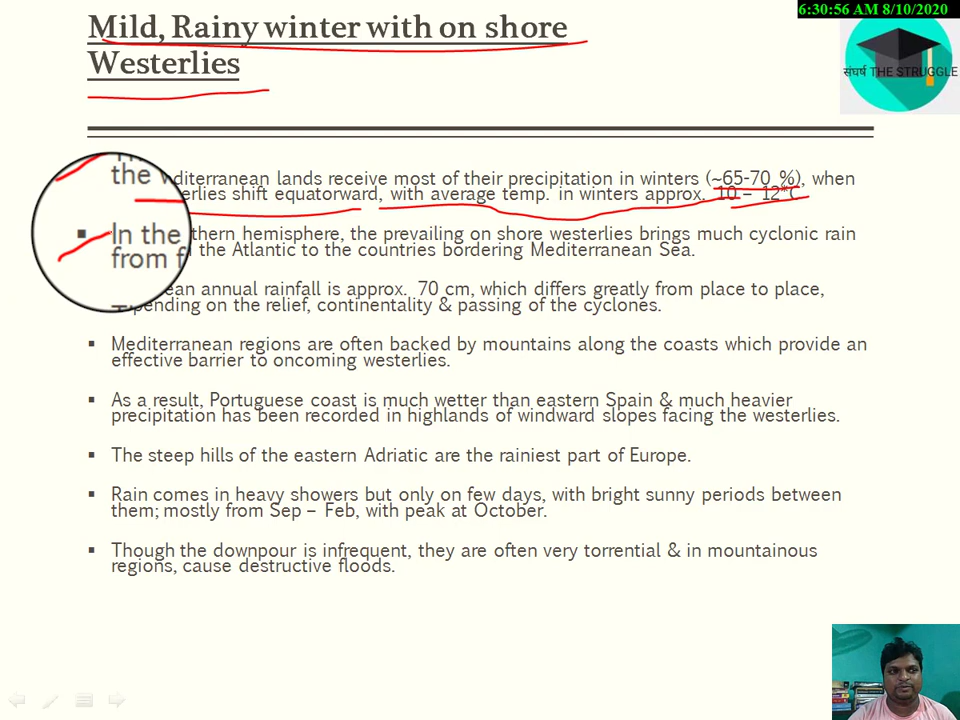 6:30:56 AM 8/10/2020
Mild, Rainy winter with on shore
Westerlies
संघर्ष THE STRUGGLE
the diterranean lands receive most of their precipitation in winters (~65-70 %), when
erlies shift equatorward, with average temp. in winters approx. 10 – 12°C
▪ In the thern hemisphere, the prevailing on shore westerlies brings much cyclonic rain
from the Atlantic to the countries bordering Mediterranean Sea.
ean annual rainfall is approx. 70 cm, which differs greatly from place to place,
pending on the relief, continentality & passing of the cyclones.
▪ Mediterranean regions are often backed by mountains along the coasts which provide an
effective barrier to oncoming westerlies.
▪ As a result, Portuguese coast is much wetter than eastern Spain & much heavier
precipitation has been recorded in highlands of windward slopes facing the westerlies.
▪ The steep hills of the eastern Adriatic are the rainiest part of Europe.
▪ Rain comes in heavy showers but only on few days, with bright sunny periods between
them; mostly from Sep – Feb, with peak at October.
▪ Though the downpour is infrequent, they are often very torrential & in mountainous
regions, cause destructive floods.